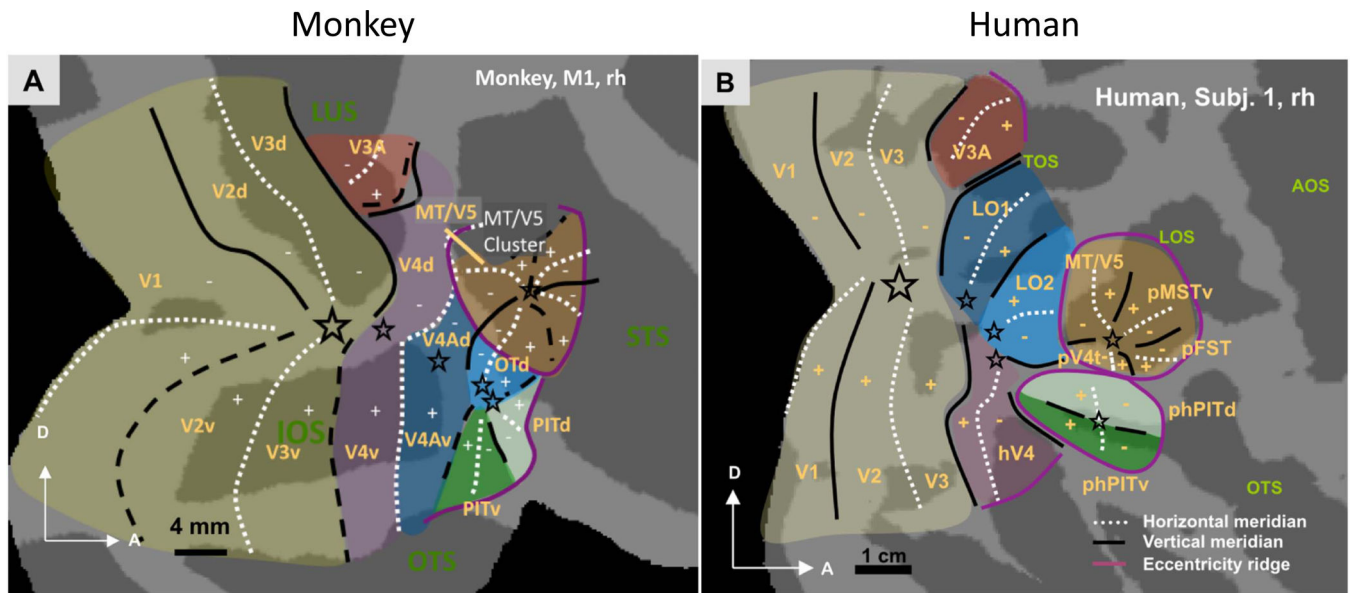 Monkey
Human
A
Monkey, M1, rh
LUS
V3d
V3A
-
+
V2d
MT/V5
MT/V5
Cluster
V4d
V1
-
-
-
-
+
-
-
-
+
+
STS
V4Ad
OTd
+
-
+
+
+
+
+
PITd
V2v
IOS
V3v
V4v
V4Av
+
-
-
PITv
D
A
4 mm
OTS
B
Human, Subj. 1, rh
V1
V2
V3
-
+
V3A
TOS
AOS
LO1
-
-
-
-
+
LOS
MT/V5
LO2
+
-
+
+
pMSTv
-
-
pFST
pV4t-
+
+
+
+
+
+
-
phPITd
+
-
hV4
+
-
phPITv
V1
V2
V3
OTS
D
A
1 cm
Horizontal meridian
Vertical meridian
Eccentricity ridge